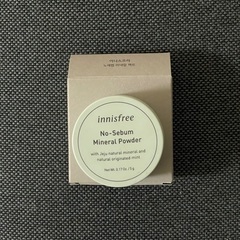 innisfree
No-Sebum
Mineral Powder
with Jeju natural mineral and
natural originated mint